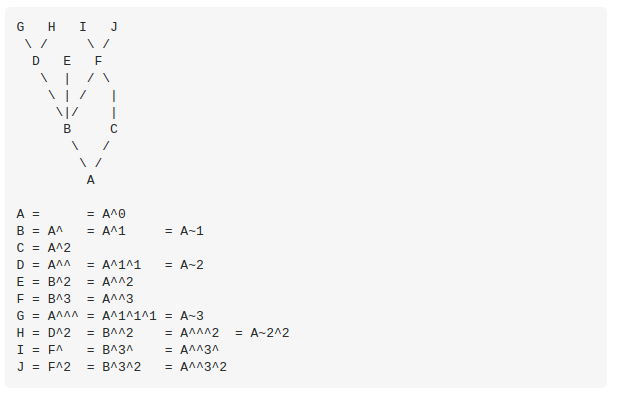 G   H   I   J
 \ /     \ /
  D   E   F
   \  |  / \
    \ | /   |
     \|/    |
      B     C
       \   /
        \ /
         A

A =      = A^0
B = A^   = A^1     = A~1
C = A^2
D = A^^  = A^1^1   = A~2
E = B^2  = A^^2
F = B^3  = A^^3
G = A^^^ = A^1^1^1 = A~3
H = D^2  = B^^2    = A^^^2  = A~2^2
I = F^   = B^3^    = A^^3^
J = F^2  = B^3^2   = A^^3^2